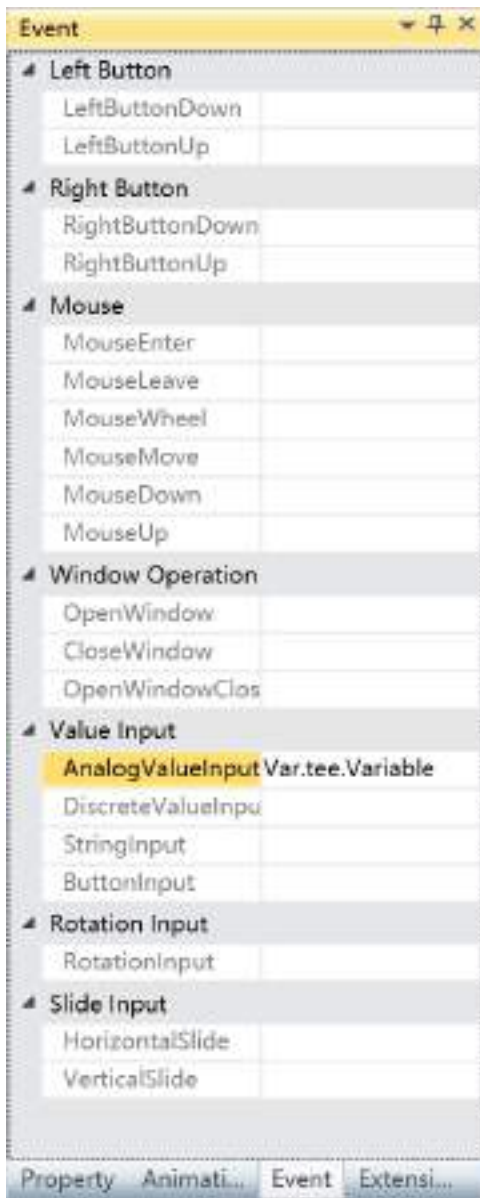 Event
Left Button
LeftButtonDown
LeftButtonUp
Right Button
RightButtonDown
RightButtonUp
Mouse
MouseEnter
MouseLeave
MouseWheel
MouseMove
MouseDown
MouseUp
Window Operation
OpenWindow
CloseWindow
OpenWindowClos
Value Input
AnalogValueInput Var.tee.Variable
DiscreteValueInpu
StringInput
ButtonInput
Rotation Input
RotationInput
Slide Input
HorizontalSlide
VerticalSlide
Property Animati... Event Extensi...